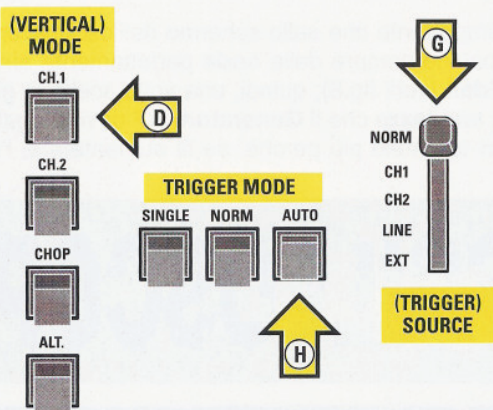 (VERTICAL)
MODE
CH.1
D
CH.2
CHOP
ALT.
TRIGGER MODE
SINGLE NORM AUTO
H
G
NORM
CH1
CH2
LINE
EXT
(TRIGGER)
SOURCE